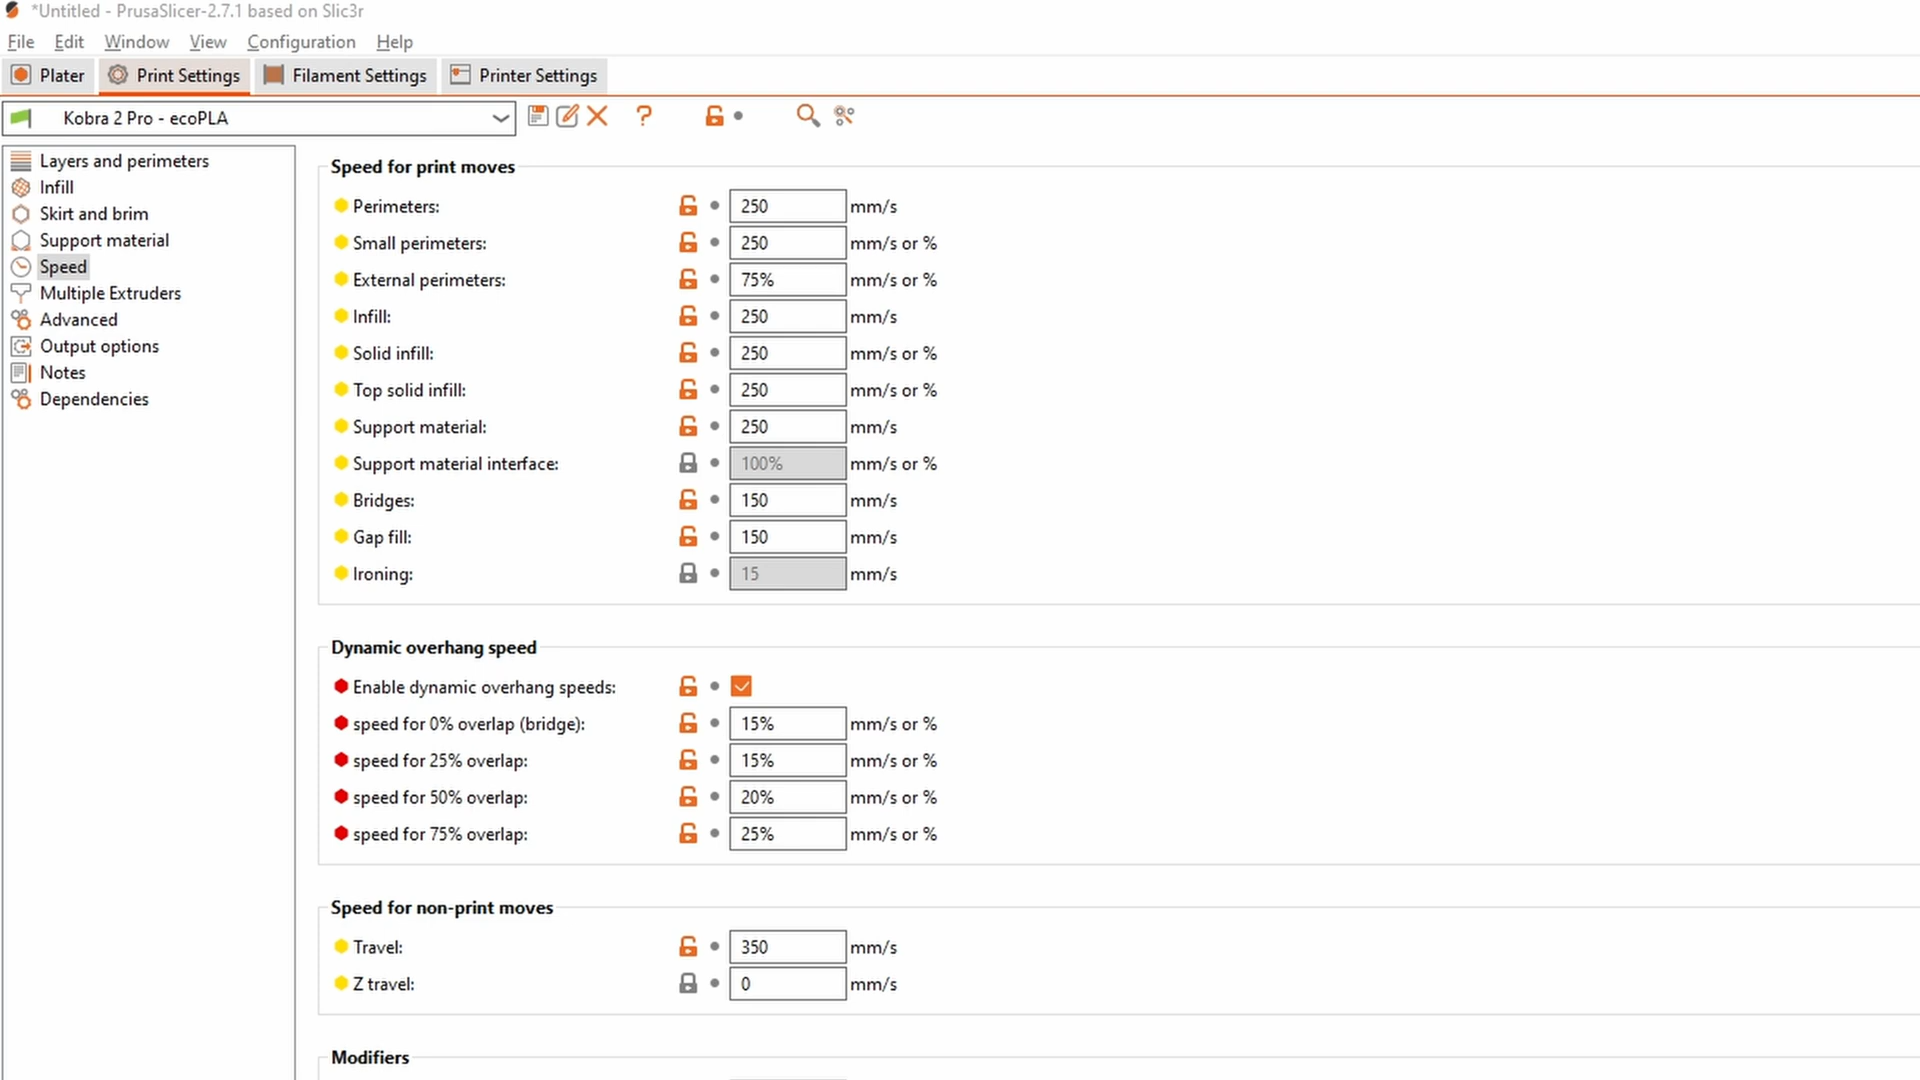 *Untitled - PrusaSlicer-2.7.1 based on Slic3r
File Edit Window View Configuration Help
Plater Print Settings Filament Settings Printer Settings
Kobra 2 Pro - ecoPLA ?
Layers and perimeters
Infill
Skirt and brim
Support material
Speed
Multiple Extruders
Advanced
Output options
Notes
Dependencies
Speed for print moves
Perimeters: 250 mm/s
Small perimeters: 250 mm/s or %
External perimeters: 75% mm/s or %
Infill: 250 mm/s
Solid infill: 250 mm/s or %
Top solid infill: 250 mm/s or %
Support material: 250 mm/s
Support material interface: 100% mm/s or %
Bridges: 150 mm/s
Gap fill: 150 mm/s
Ironing: 15 mm/s
Dynamic overhang speed
Enable dynamic overhang speeds:
speed for 0% overlap (bridge): 15% mm/s or %
speed for 25% overlap: 15% mm/s or %
speed for 50% overlap: 20% mm/s or %
speed for 75% overlap: 25% mm/s or %
Speed for non-print moves
Travel: 350 mm/s
Z travel: 0 mm/s
Modifiers